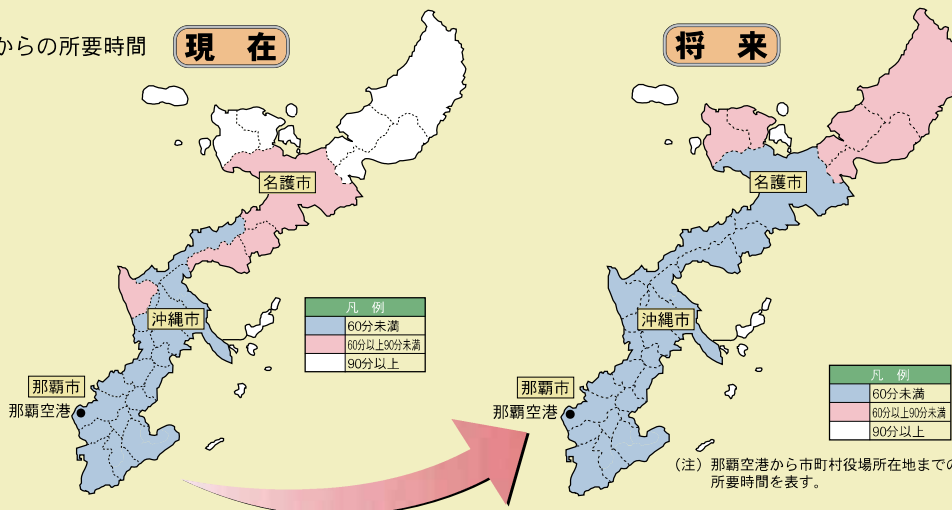 からの所要時間
現 在
将 来
名護市
名護市
沖縄市
沖縄市
凡 例
60分未満
60分以上90分未満
90分以上
那覇市
那覇空港
那覇市
那覇空港
凡 例
60分未満
60分以上90分未満
90分以上
（注）那覇空港から市町村役場所在地までの
所要時間を表す。